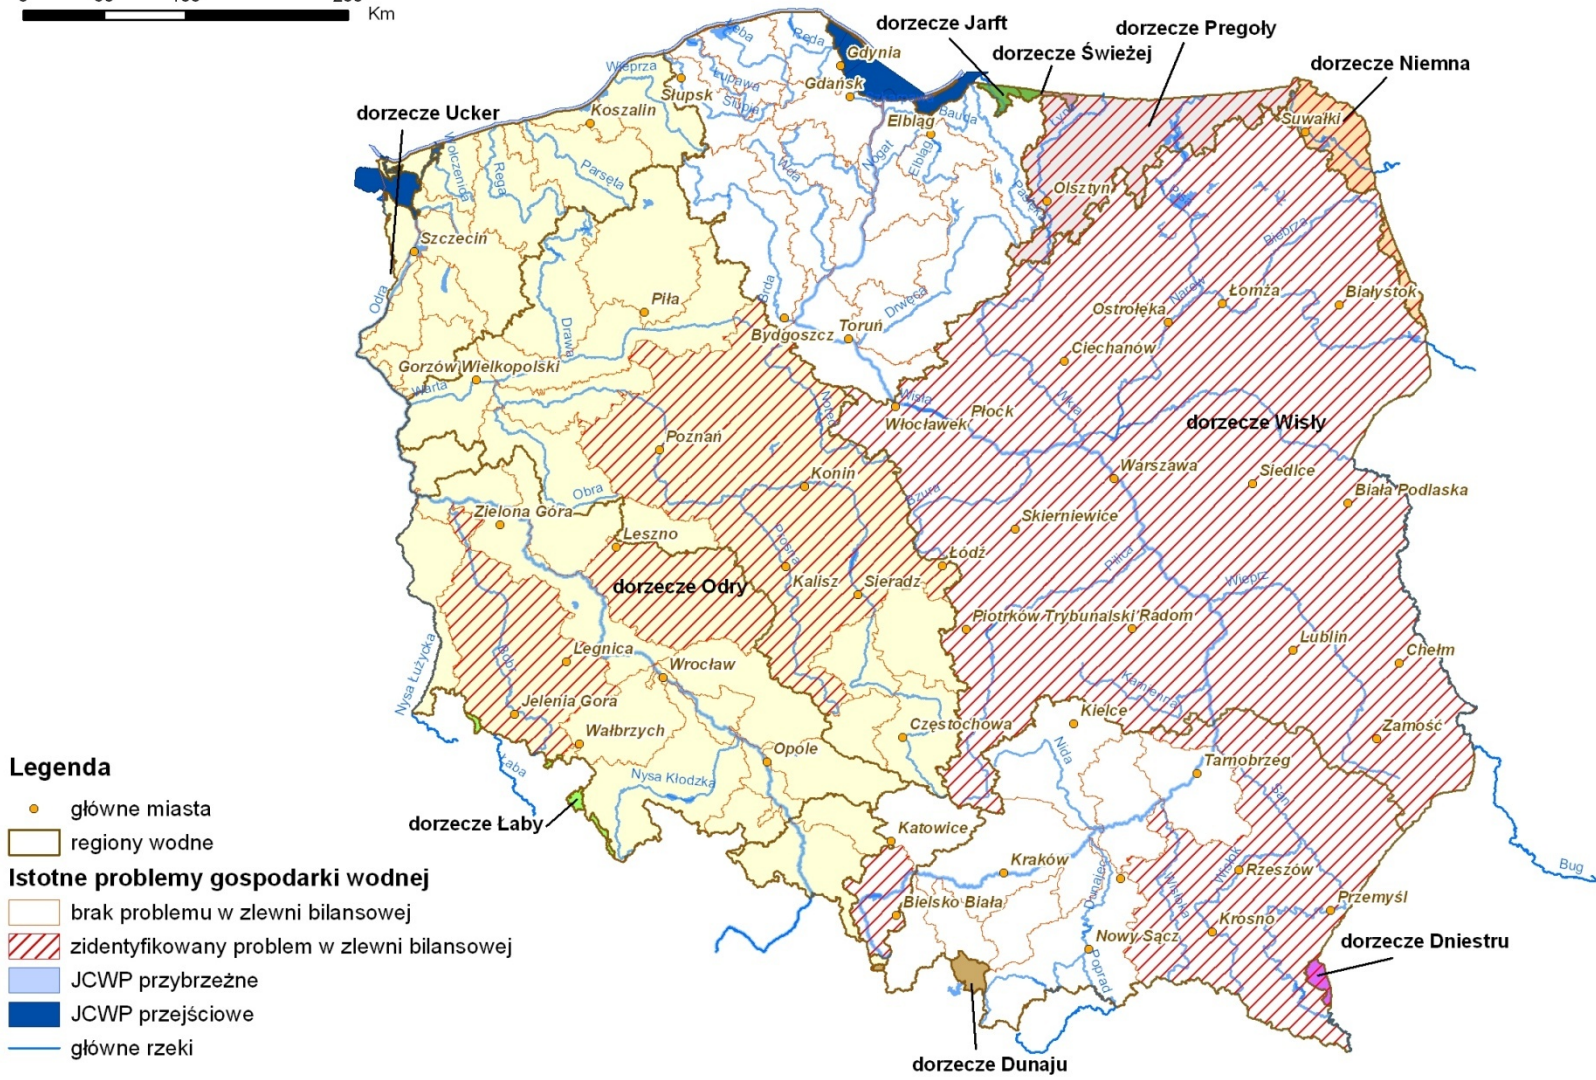 Km
dorzecze Jarft
dorzecze Pregoły
dorzecze Świeżej
dorzecze Niemna
dorzecze Ucker
Łeba
Reda
Gdynia
Wieprza
Łupawa
Słupsk
Słupia
Gdańsk
Koszalin
Elbląg
Bauda
Łyna
Suwałki
Wołczenica
Rega
Parsęta
Wda
Nogat
Elbląg
Pasłęka
Olsztyn
Pisa
Szczecin
Biebrza
Odra
Piła
Brda
Drwęca
Narew
Łomża
Białystok
Ostrołęka
Drawa
Bydgoszcz
Toruń
Ciechanów
Gorzów Wielkopolski
Warta
Noteć
Wisła
Płock
Wkra
Włocławek
dorzecze Wisły
Poznań
Konin
Warszawa
Siedlce
Biała Podlaska
Obra
Bzura
Zielona Góra
Skierniewice
Leszno
Prosna
Łódź
Pilica
Wieprz
dorzecze Odry
Kalisz
Sieradz
Piotrków Trybunalski
Radom
Lublin
Chełm
Nysa Łużycka
Bóbr
Legnica
Wrocław
Kamienna
Jelenia Gora
Wałbrzych
Częstochowa
Kielce
Zamość
Opole
Nida
Tarnobrzeg
Łaba
Nysa Kłodzka
San
dorzecze Łaby
Katowice
Kraków
Dunajec
Wisłok
Rzeszów
Bug
Wisłoka
Bielsko Biała
Krosno
Przemyśl
Nowy Sącz
Poprad
dorzecze Dniestru
dorzecze Dunaju
Legenda
główne miasta
regiony wodne
Istotne problemy gospodarki wodnej
brak problemu w zlewni bilansowej
zidentyfikowany problem w zlewni bilansowej
JCWP przybrzeżne
JCWP przejściowe
główne rzeki